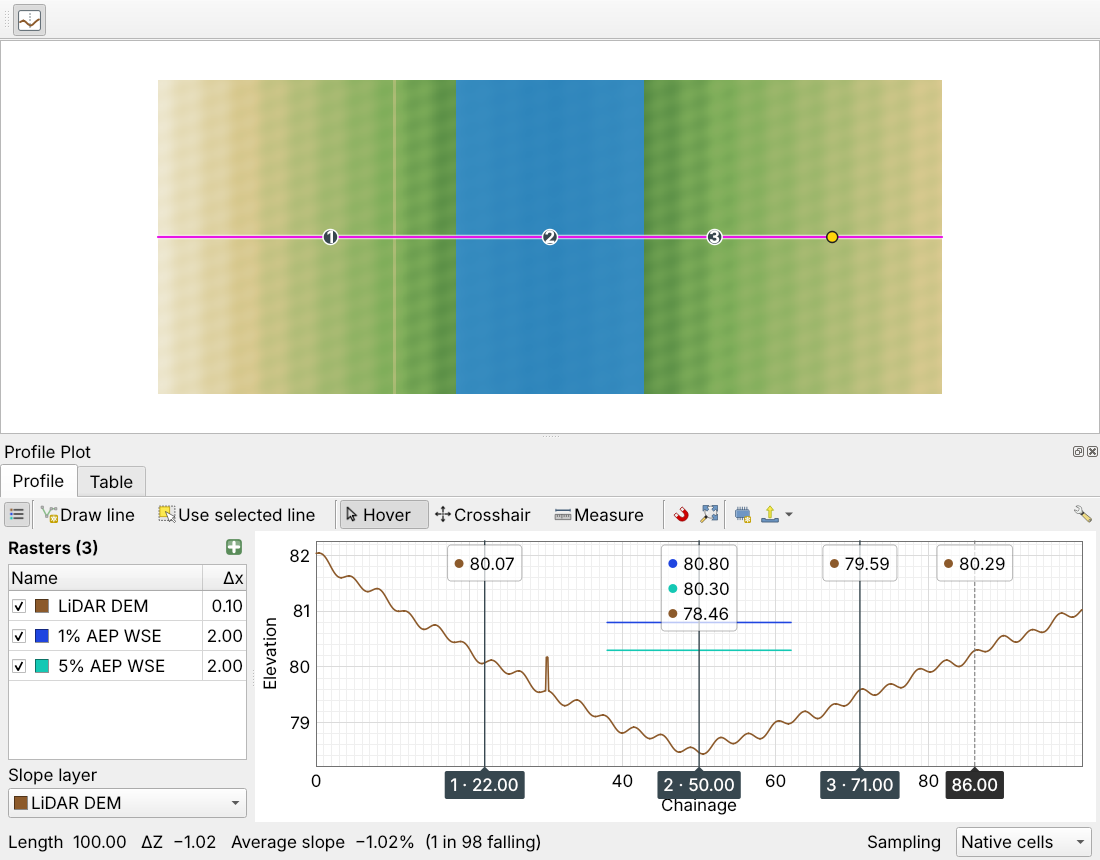 1
2
3
Profile Plot
Profile
Table
Draw line
Use selected line
Hover
Crosshair
Measure
Rasters (3)
Name Δx
LiDAR DEM 0.10
1% AEP WSE 2.00
5% AEP WSE 2.00
Slope layer
LiDAR DEM
Elevation
82
81
80
79
80.07
80.80
80.30
78.46
79.59
80.29
0
1 · 22.00
40
2 · 50.00
60
3 · 71.00
80
86.00
Chainage
Length 100.00 ΔZ −1.02 Average slope −1.02% (1 in 98 falling)
Sampling Native cells